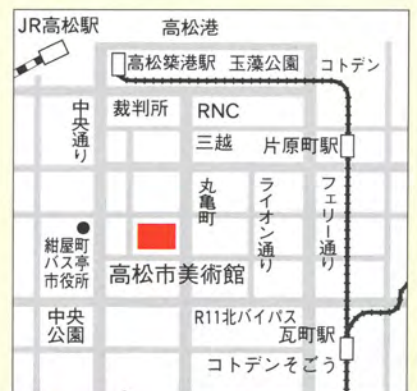 JR高松駅
高松港
高松築港駅
玉藻公園
コトデン
中央通り
裁判所
RNC
三越
片原町駅
丸亀町
ライオン通り
フェリー通り
紺屋町
バス亭
市役所
高松市美術館
中央
公園
R11北バイパス
瓦町駅
コトデンそごう